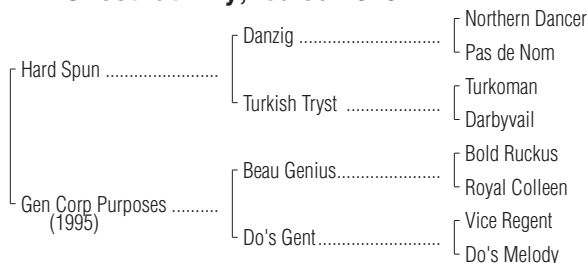 Northern Dancer
Danzig ................................
Pas de Nom
Hard Spun .......................
Turkoman
Turkish Tryst ...................
Darbyvail
Bold Ruckus
Beau Genius.....................
Royal Colleen
Gen Corp Purposes ..........
(1995)
Vice Regent
Do's Gent.........................
Do's Melody